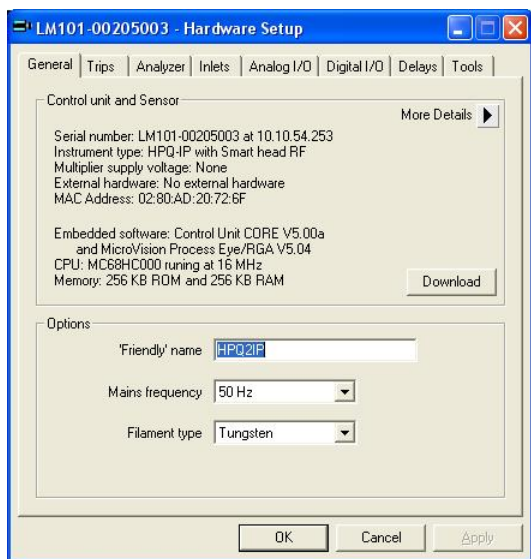 LM101-00205003 - Hardware Setup
General Trips Analyzer Inlets Analog I/O Digital I/O Delays Tools
Control unit and Sensor
More Details
Serial number: LM101-00205003 at 10.10.54.253
Instrument type: HPQ-IP with Smart head RF
Multiplier supply voltage: None
External hardware: No external hardware
MAC Address: 02:80:AD:20:72:6F
Embedded software: Control Unit CORE V5.00a
and MicroVision Process Eye/RGA V5.04
CPU: MC68HC000 runing at 16 MHz
Memory: 256 KB ROM and 256 KB RAM
Download
Options
'Friendly' name HPQ2IP
Mains frequency 50 Hz
Filament type Tungsten
OK Cancel Apply